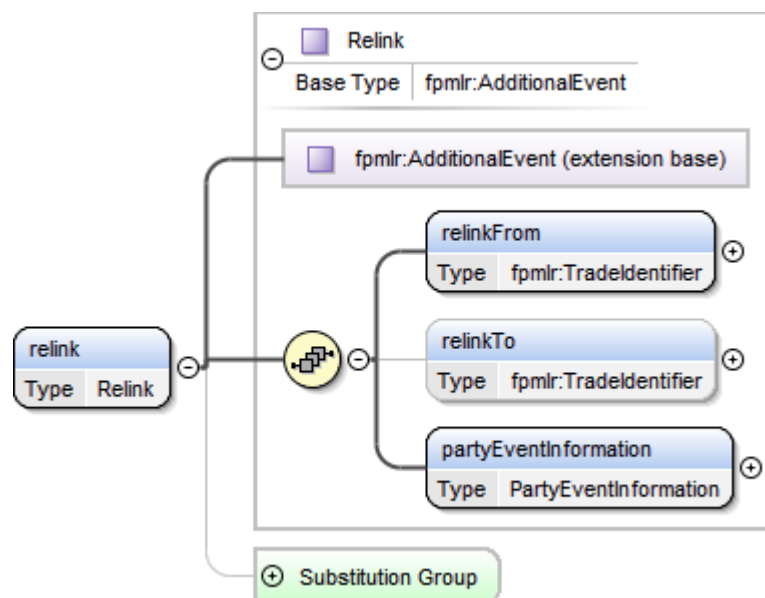 Relink
Base Type fpmlr:AdditionalEvent
fpmlr:AdditionalEvent (extension base)
relinkFrom
Type fpmlr:TradeIdentifier
relink
Type Relink
relinkTo
Type fpmlr:TradeIdentifier
partyEventInformation
Type PartyEventInformation
Substitution Group